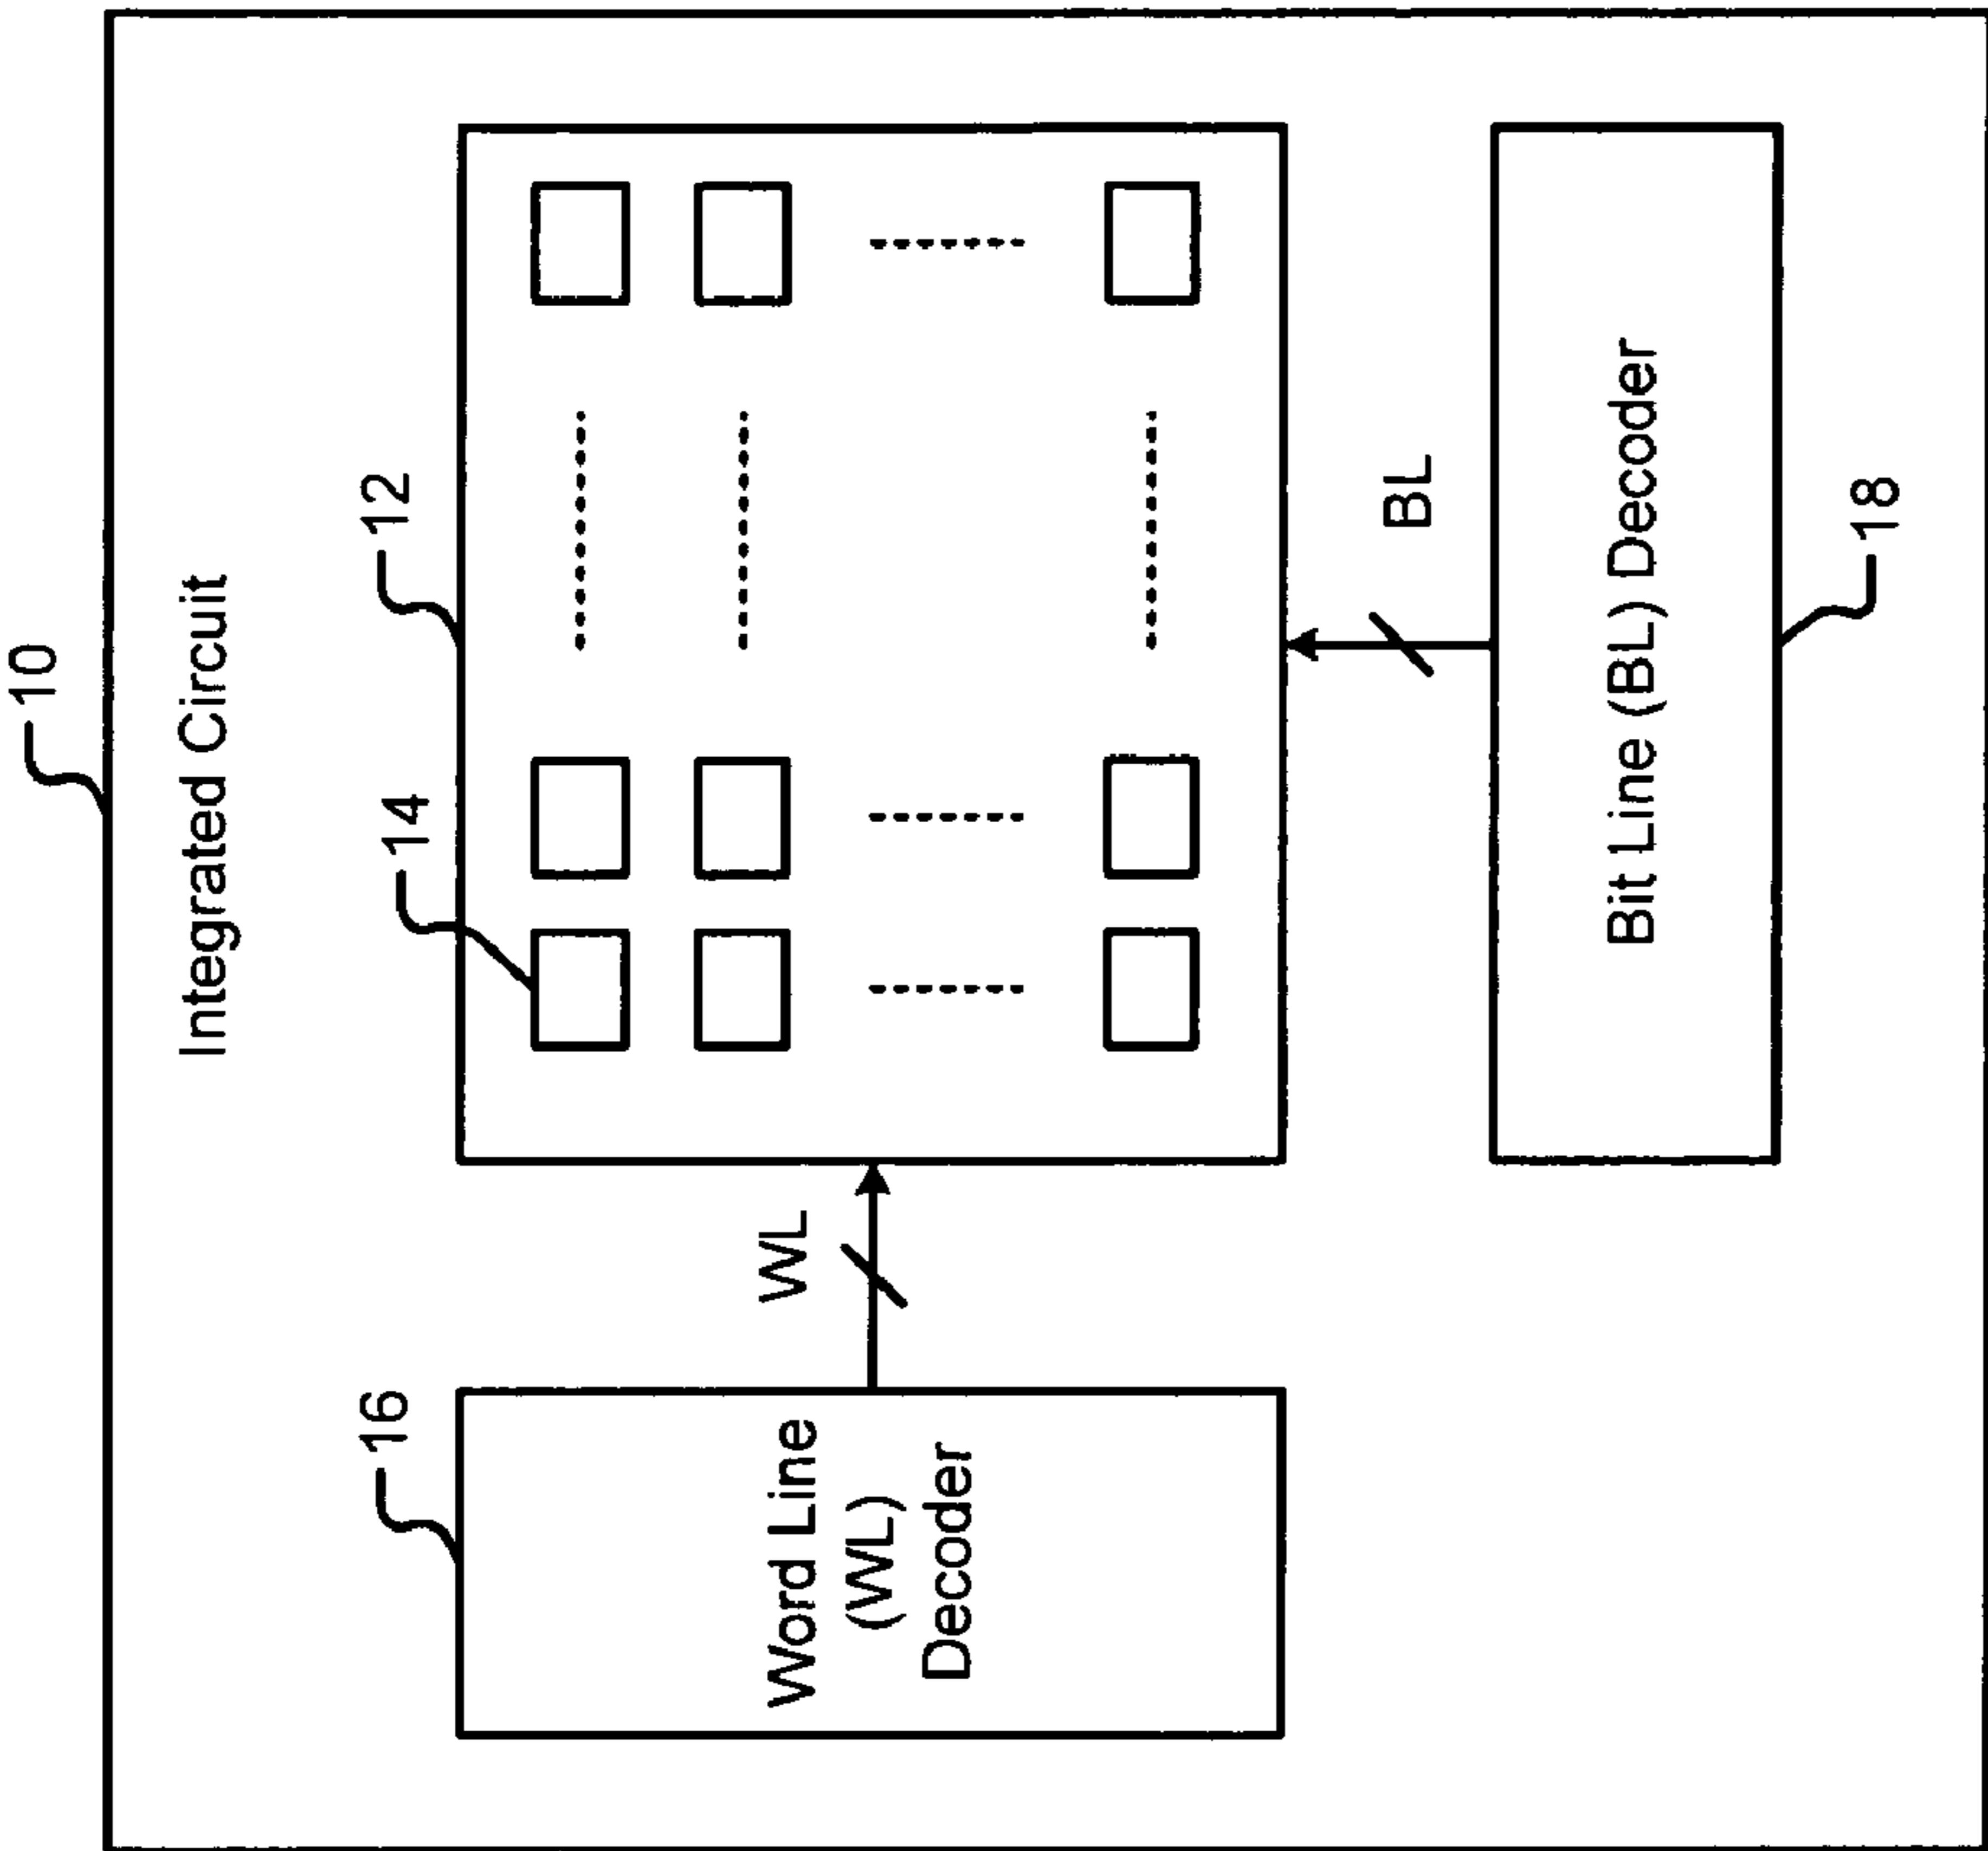 10
Integrated Circuit
16
12
14
Word Line
(WL)
Decoder
WL
BL
Bit Line (BL) Decoder
18